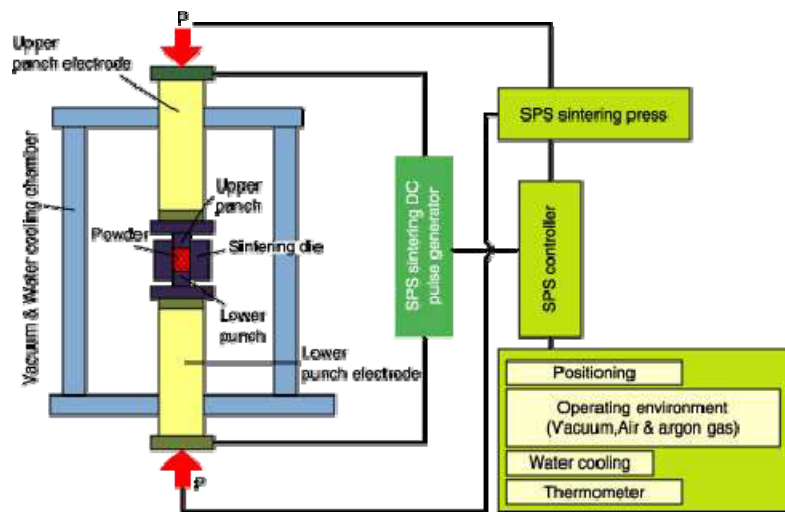 P
Upper
punch electrode
SPS sintering press
Vacuum & Water cooling chamber
Upper
punch
Powder
Sintering die
SPS sintering DC
pulse generator
SPS controller
Lower
punch
Lower
punch electrode
Positioning
Operating environment
(Vacuum,Air & argon gas)
Water cooling
Thermometer
P